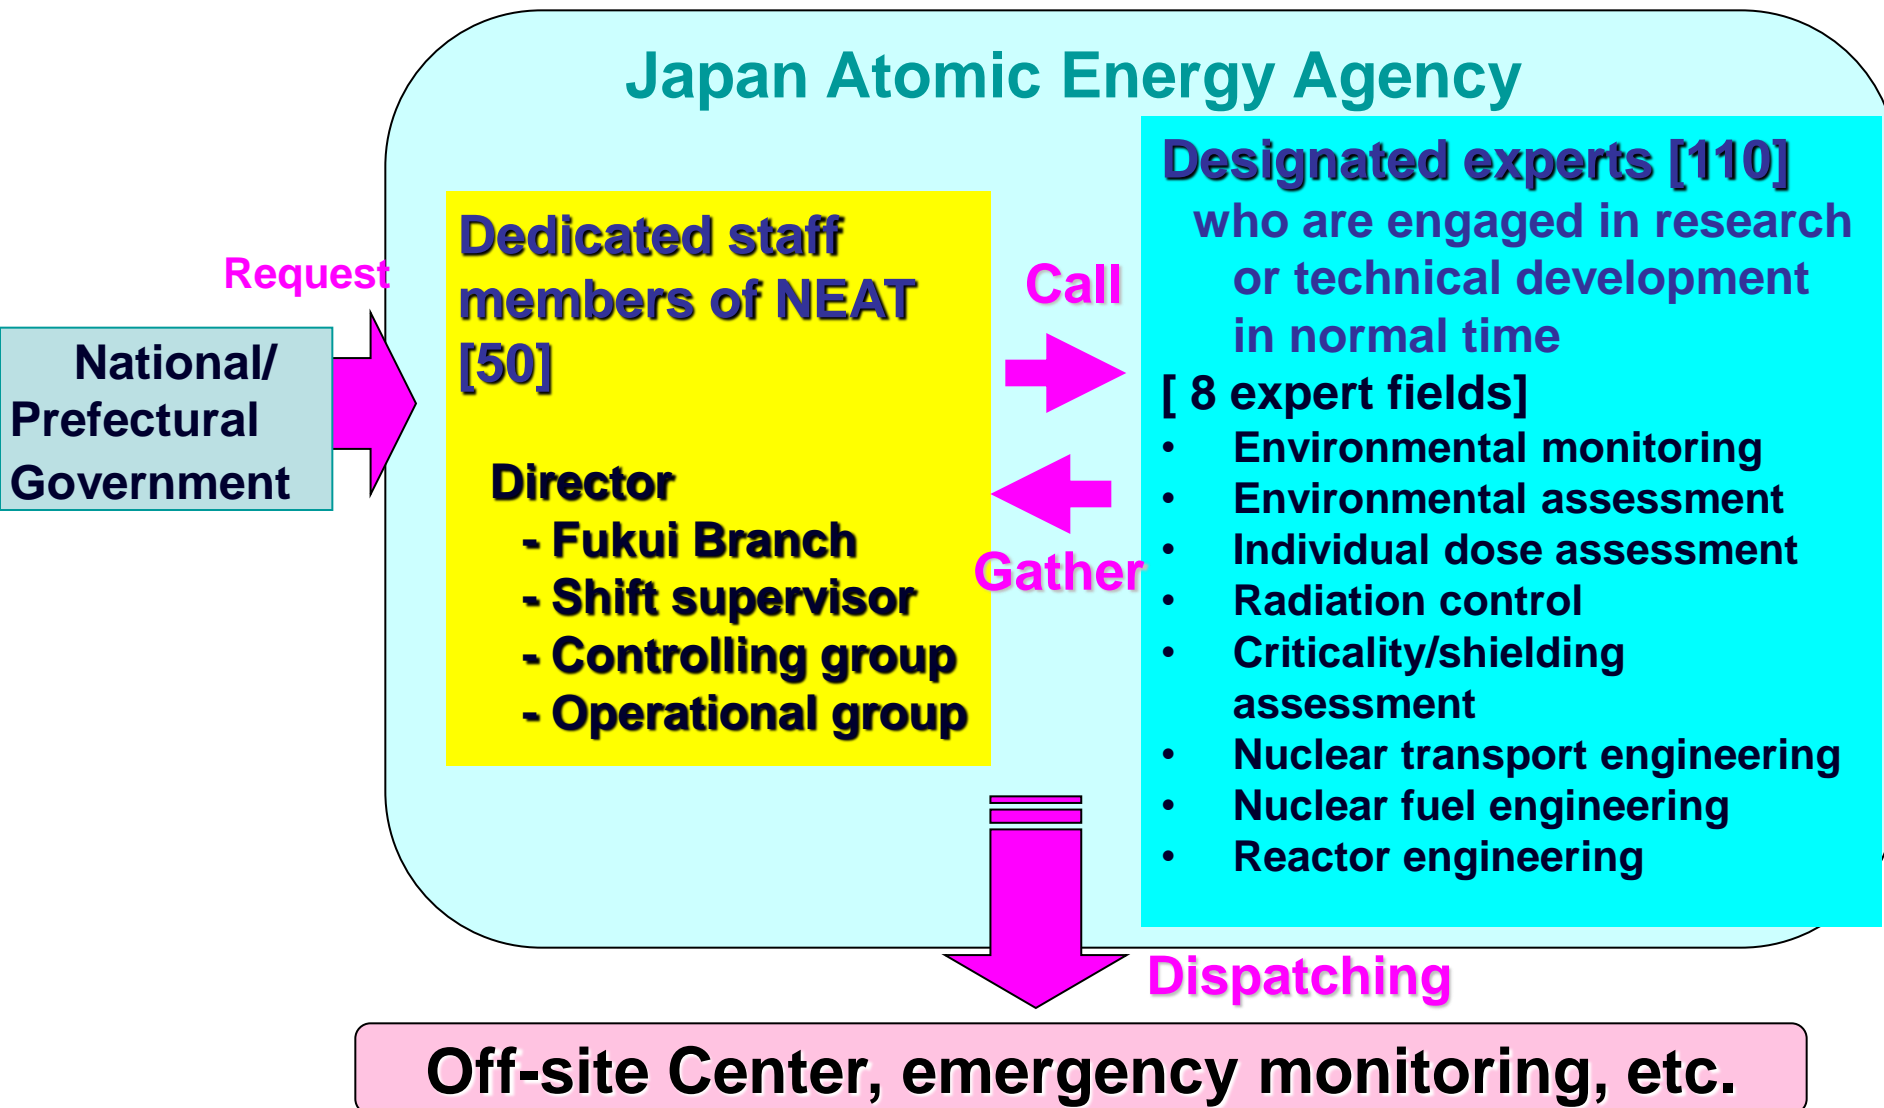 Japan Atomic Energy Agency
Request
National/
Prefectural
Government
Dedicated staff
members of NEAT
[50]
Director
- Fukui Branch
- Shift supervisor
- Controlling group
- Operational group
Call
Gather
Designated experts [110]
who are engaged in research
or technical development
in normal time
[ 8 expert fields]
• Environmental monitoring
• Environmental assessment
• Individual dose assessment
• Radiation control
• Criticality/shielding
assessment
• Nuclear transport engineering
• Nuclear fuel engineering
• Reactor engineering
Dispatching
Off-site Center, emergency monitoring, etc.